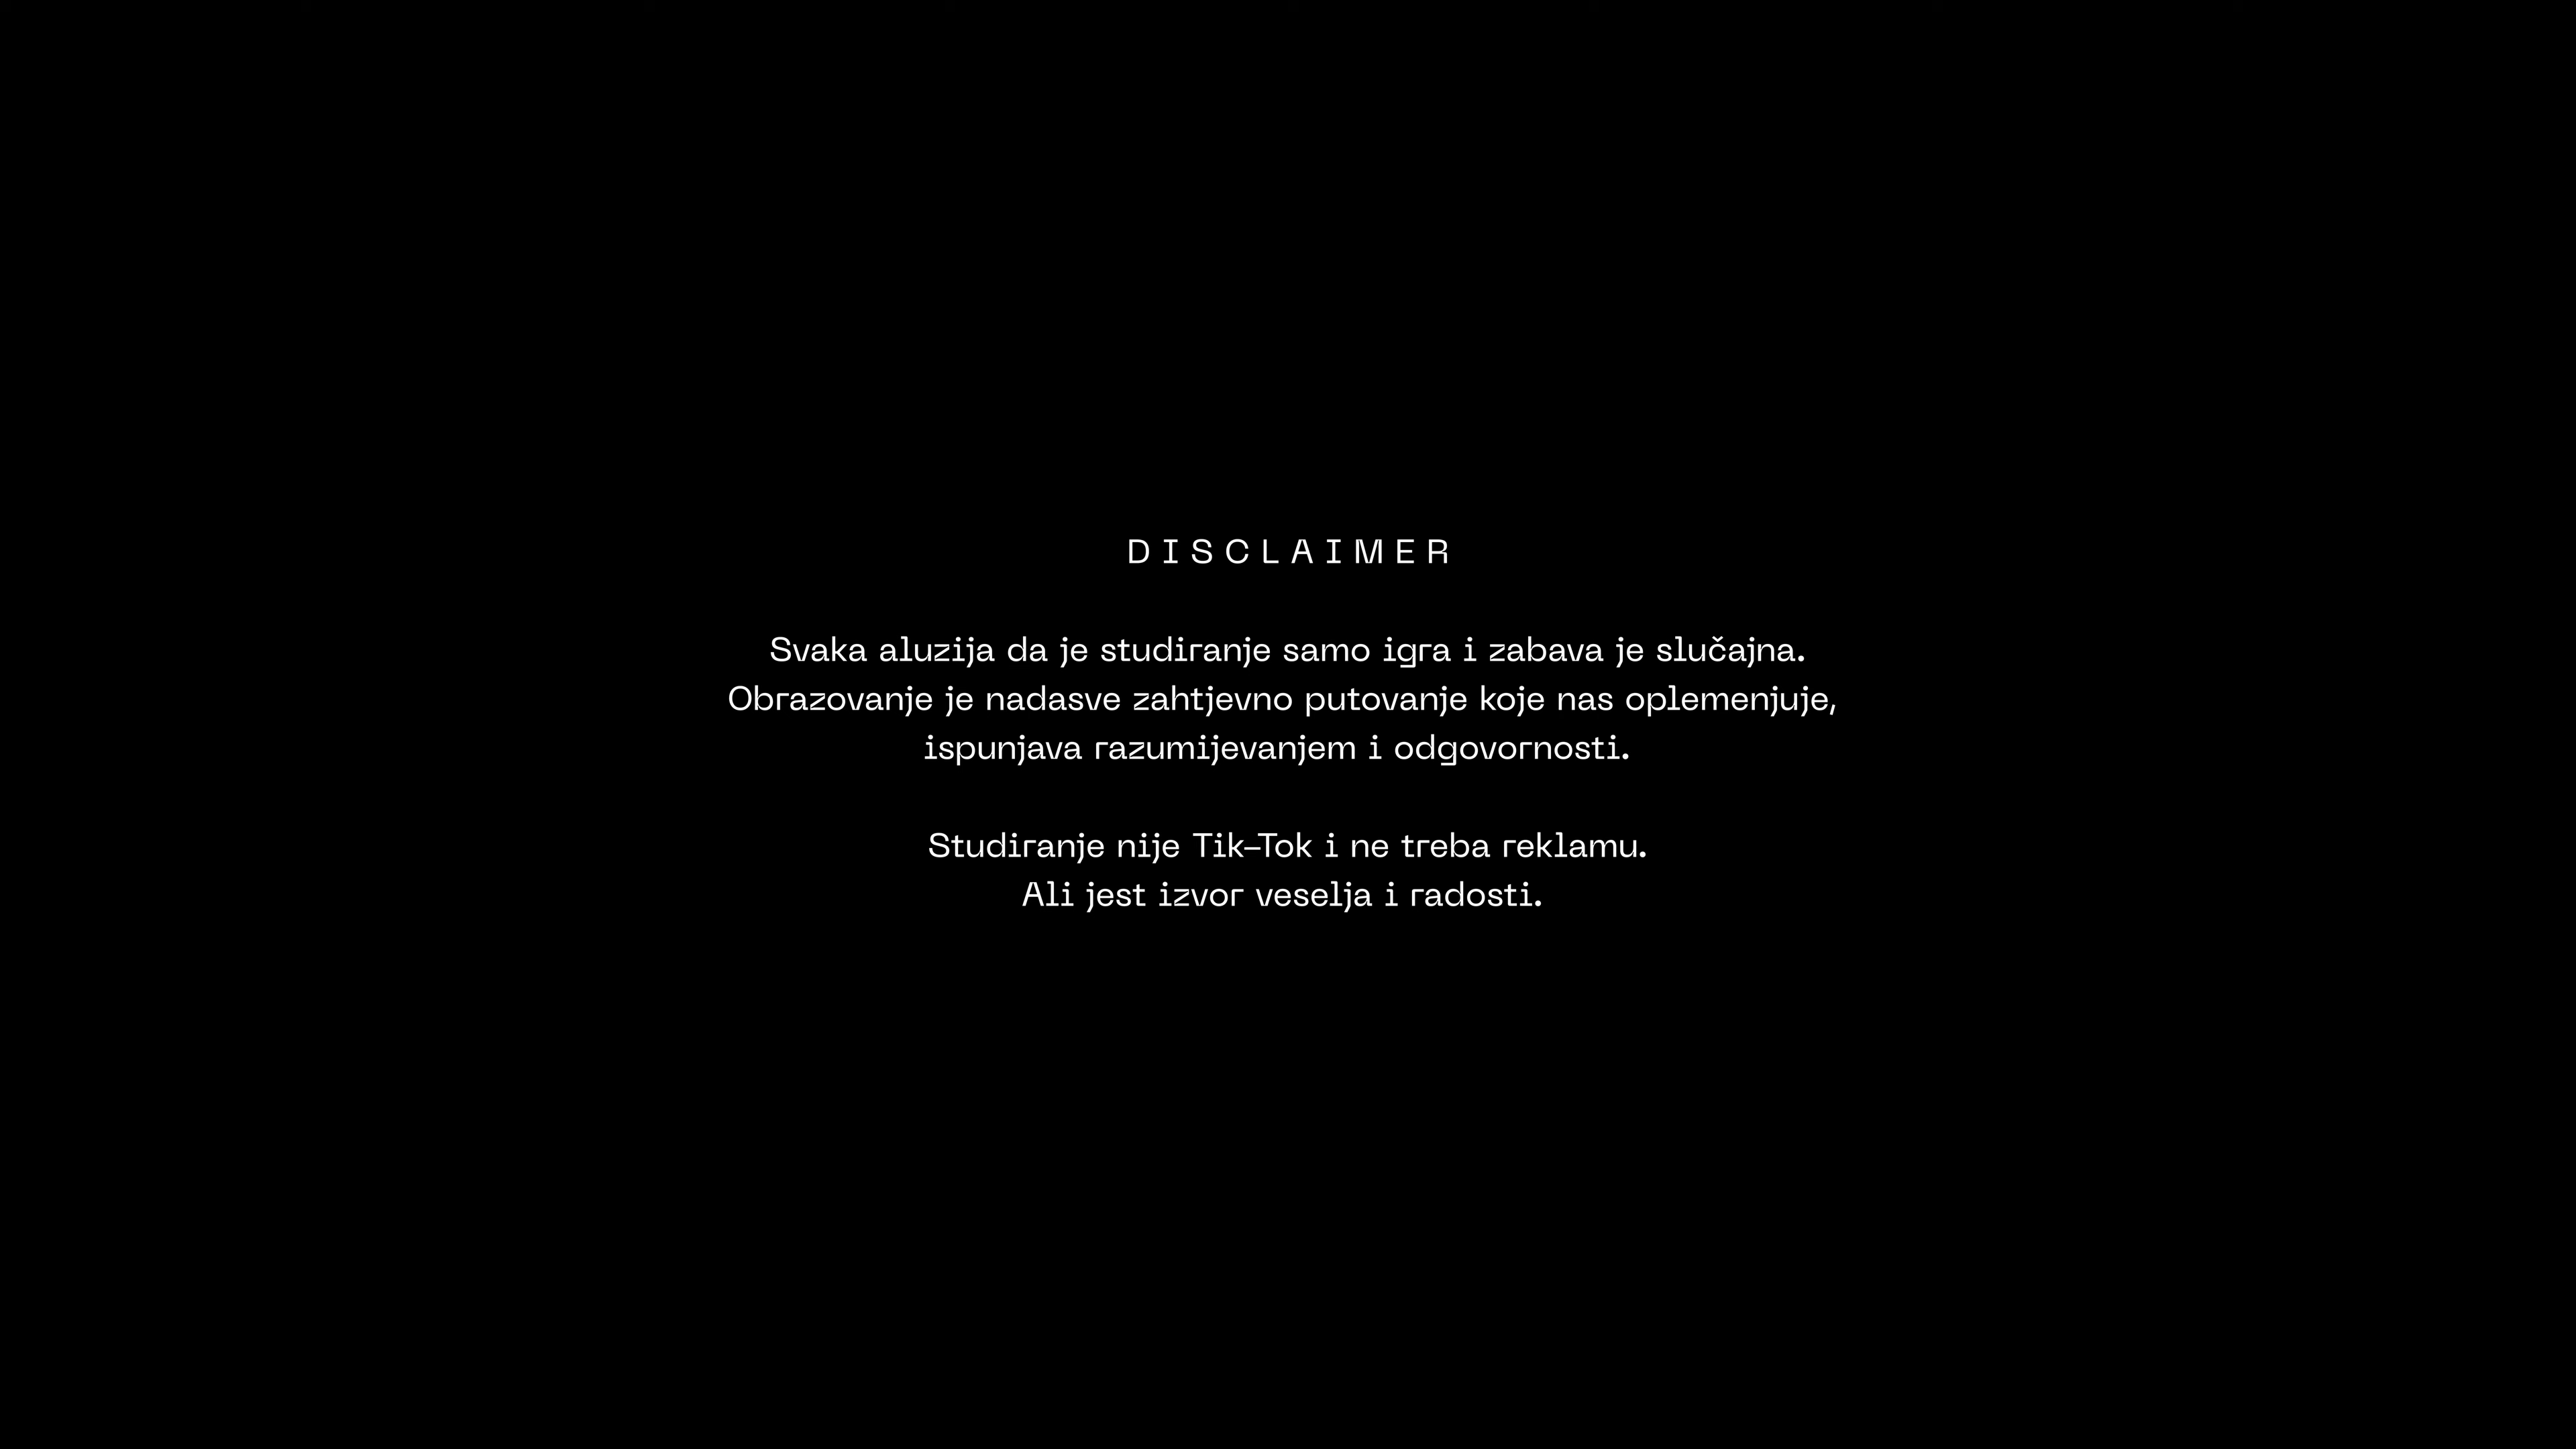 DISCLAIMER
Svaka aluzija da je studiranje samo igra i zabava je slučajna.
Obrazovanje je nadasve zahtjevno putovanje koje nas oplemenjuje,
ispunjava razumijevanjem i odgovornosti.
Studiranje nije Tik–Tok i ne treba reklamu.
Ali jest izvor veselja i radosti.